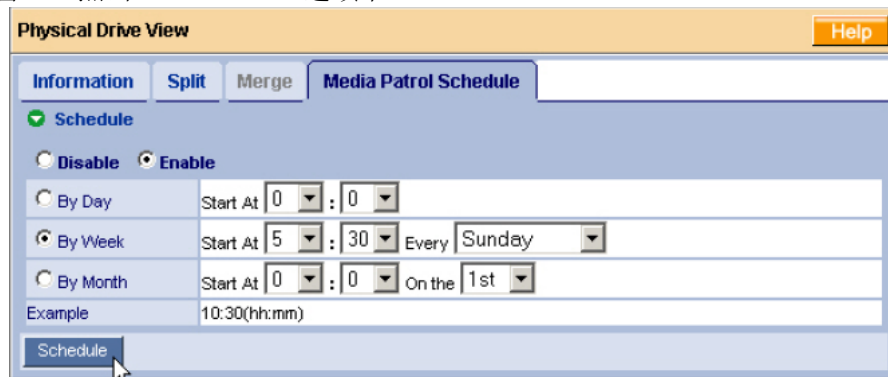 Physical Drive View Help
Information Split Merge Media Patrol Schedule
Schedule
Disable Enable
By Day Start At 0 : 0
By Week Start At 5 : 30 Every Sunday
By Month Start At 0 : 0 On the 1st
Example 10:30(hh:mm)
Schedule